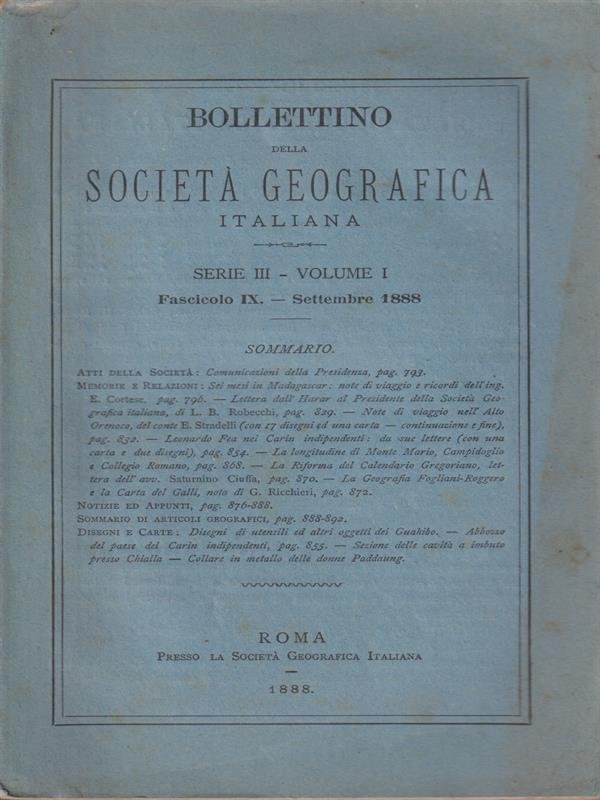 BOLLETTINO
DELLA
SOCIETÀ GEOGRAFICA
ITALIANA
SERIE III - VOLUME I
Fascicolo IX. — Settembre 1888
SOMMARIO.
ATTI DELLA SOCIETÀ: Comunicazioni della Presidenza, pag. 793.
MEMORIE E RELAZIONI: Sei mesi in Madagascar: note di viaggio e ricordi dell'ing.
E. Cortese, pag. 796. — Lettera dall'Harar al Presidente della Società Geo-
grafica italiana, di L. B. Robecchi, pag. 829. — Note di viaggio nell'Alto
Orenoco, del conte E. Stradelli (con 17 disegni ed una carta — continuazione e fine),
pag. 832. — Leonardo Fea nei Carin indipendenti: da sue lettere (con una
carta e due disegni), pag. 854. — La longitudine di Monte Mario, Campidoglio
e Collegio Romano, pag. 868. — La Riforma del Calendario Gregoriano, let-
tera dell'avv. Saturnino Ciuffa, pag. 870. — La Geografia Fogliani-Roggero
e la Carta del Galli, nota di G. Ricchieri, pag. 872.
NOTIZIE ED APPUNTI, pag. 876-888.
SOMMARIO DI ARTICOLI GEOGRAFICI, pag. 888-892.
DISEGNI E CARTE: Disegni di utensili ed altri oggetti dei Guahibo. — Abbozzo
del paese dei Carin indipendenti, pag. 855. — Sezione delle cavità a imbuto
presso Chialla — Collare in metallo delle donne Paddaung.
ROMA
PRESSO LA SOCIETÀ GEOGRAFICA ITALIANA
1888.